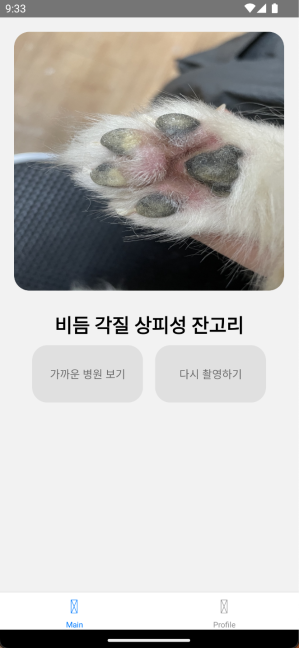 9:33
비듬 각질 상피성 잔고리
가까운 병원 보기
다시 촬영하기
Main
Profile